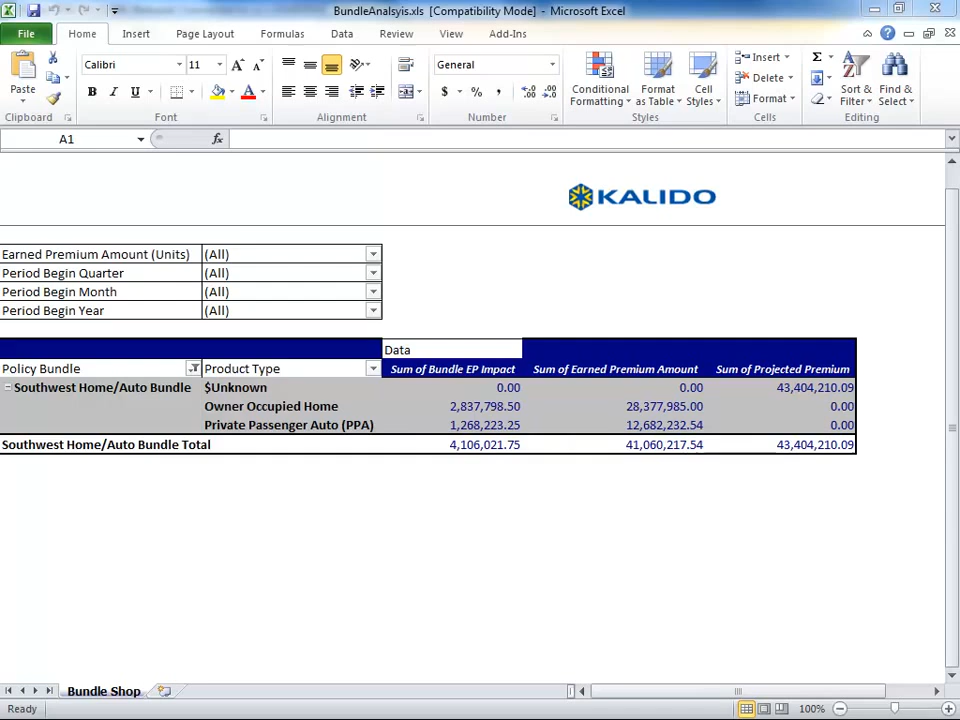 BundleAnalsyis.xls [Compatibility Mode] - Microsoft Excel
File Home Insert Page Layout Formulas Data Review View Add-Ins
Paste
Clipboard
Calibri 11
B I U
Font
Alignment
General
$ % ,
Number
Conditional Formatting
Format as Table
Cell Styles
Styles
Insert
Delete
Format
Cells
Sort & Filter
Find & Select
Editing
A1 fx
KALIDO
Earned Premium Amount (Units) (All)
Period Begin Quarter (All)
Period Begin Month (All)
Period Begin Year (All)
Data
Policy Bundle Product Type Sum of Bundle EP Impact Sum of Earned Premium Amount Sum of Projected Premium
Southwest Home/Auto Bundle $Unknown 0.00 0.00 43,404,210.09
Owner Occupied Home 2,837,798.50 28,377,985.00 0.00
Private Passenger Auto (PPA) 1,268,223.25 12,682,232.54 0.00
Southwest Home/Auto Bundle Total 4,106,021.75 41,060,217.54 43,404,210.09
Bundle Shop
Ready 100%